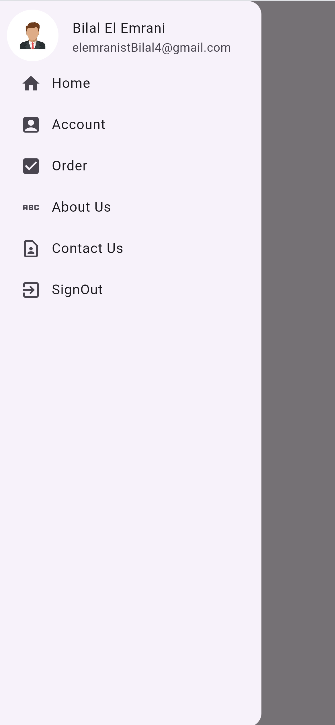 Bilal El Emrani
elemranistBilal4@gmail.com
Home
Account
Order
ABC About Us
Contact Us
SignOut